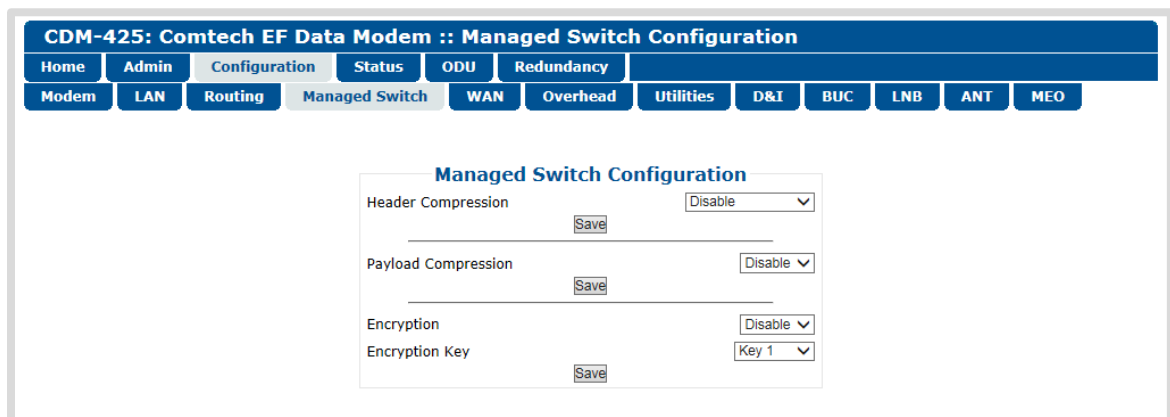 CDM-425: Comtech EF Data Modem :: Managed Switch Configuration
Home Admin Configuration Status ODU Redundancy
Modem LAN Routing Managed Switch WAN Overhead Utilities D&I BUC LNB ANT MEO
Managed Switch Configuration
Header Compression Disable
Save
Payload Compression Disable
Save
Encryption Disable
Encryption Key Key 1
Save